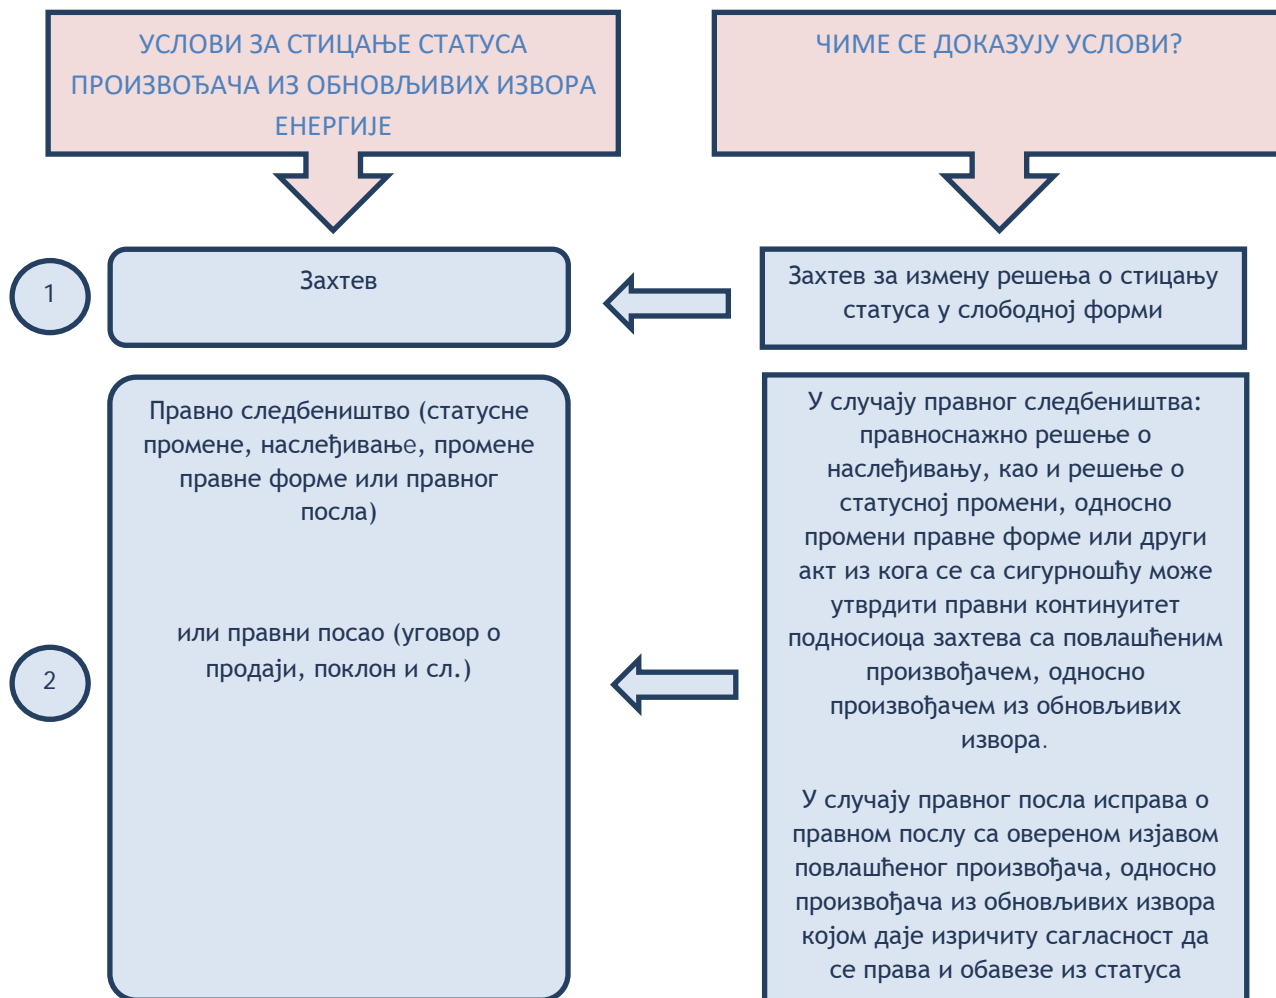 УСЛОВИ ЗА СТИЦАЊЕ СТАТУСА
ПРОИЗВОЂАЧА ИЗ ОБНОВЉИВИХ ИЗВОРА
ЕНЕРГИЈЕ
ЧИМЕ СЕ ДОКАЗУЈУ УСЛОВИ?
1
Захтев
Захтев за измену решења о стицању
статуса у слободној форми
2
Правно следбеништво (статусне
промене, наслеђивање, промене
правне форме или правног
посла)
или правни посао (уговор о
продаји, поклон и сл.)
У случају правног следбеништва:
правноснажно решење о
наслеђивању, као и решење о
статусној промени, односно
промени правне форме или други
акт из кога се са сигурношћу може
утврдити правни континуитет
подносиоца захтева са повлашћеним
произвођачем, односно
произвођачем из обновљивих
извора.
У случају правног посла исправа о
правном послу са овереном изјавом
повлашћеног произвођача, односно
произвођача из обновљивих извора
којом даје изричиту сагласност да
се права и обавезе из статуса